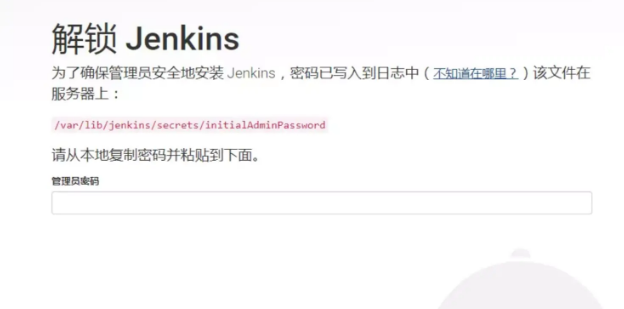 解锁 Jenkins
为了确保管理员安全地安装 Jenkins，密码已写入到日志中（不知道在哪里？）该文件在
服务器上：
/var/lib/jenkins/secrets/initialAdminPassword
请从本地复制密码并粘贴到下面。
管理员密码